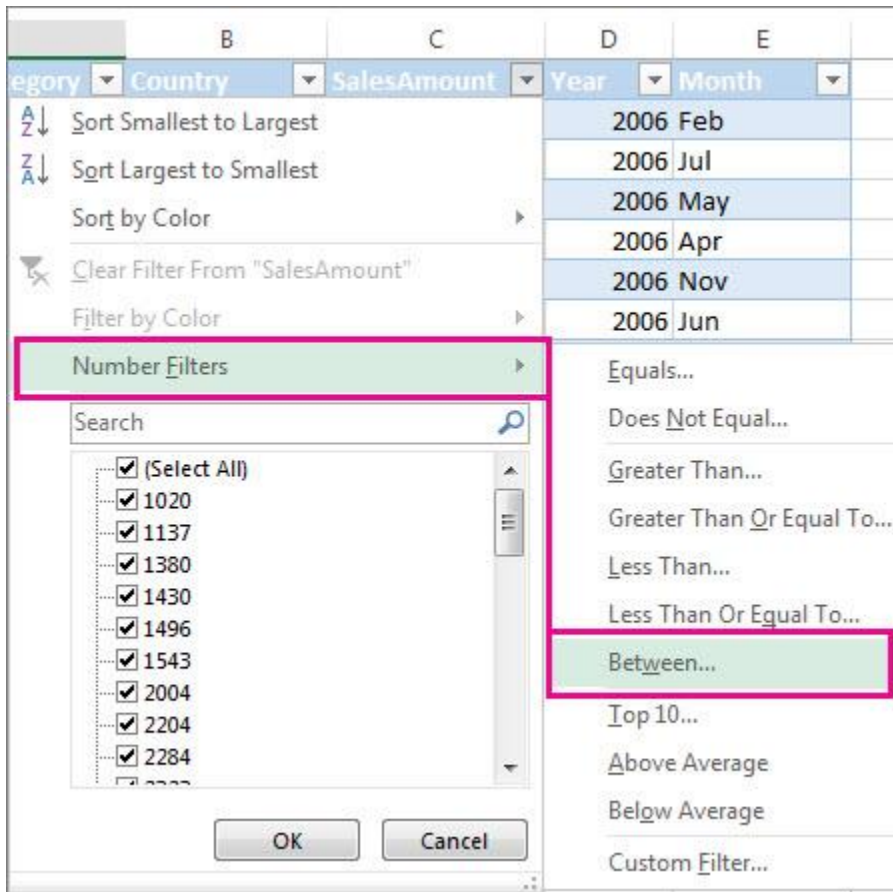 B C D E
egory Country SalesAmount Year Month
Sort Smallest to Largest
Sort Largest to Smallest
Sort by Color
Clear Filter From "SalesAmount"
Filter by Color
Number Filters
Search
(Select All)
1020
1137
1380
1430
1496
1543
2004
2204
2284
OK Cancel
2006 Feb
2006 Jul
2006 May
2006 Apr
2006 Nov
2006 Jun
Equals...
Does Not Equal...
Greater Than...
Greater Than Or Equal To...
Less Than...
Less Than Or Equal To...
Between...
Top 10...
Above Average
Below Average
Custom Filter...